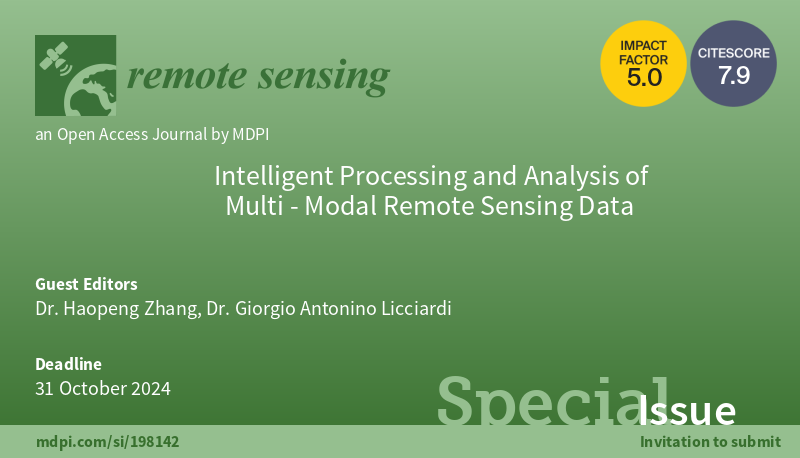 remote sensing
IMPACT
FACTOR
5.0
CITESCORE
7.9
an Open Access Journal by MDPI
Intelligent Processing and Analysis of
Multi - Modal Remote Sensing Data
Guest Editors
Dr. Haopeng Zhang, Dr. Giorgio Antonino Licciardi
Deadline
31 October 2024
Special
Issue
mdpi.com/si/198142
Invitation to submit